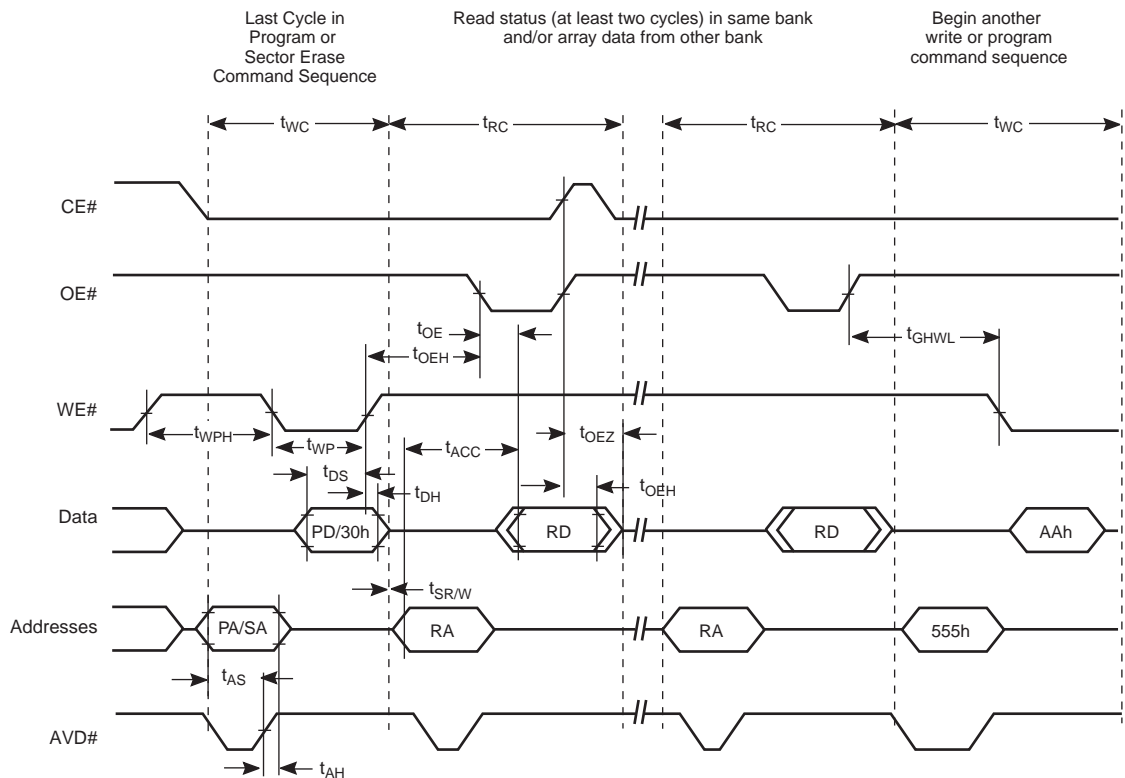 Last Cycle in
Program or
Sector Erase
Command Sequence
Read status (at least two cycles) in same bank
and/or array data from other bank
Begin another
write or program
command sequence
tWC
tRC
tRC
tWC
CE#
OE#
tOE
tOEH
tGHWL
WE#
tWPH
tWP
tACC
tOEZ
tDS
tDH
tOEH
Data
PD/30h
RD
RD
AAh
tSR/W
Addresses
PA/SA
RA
RA
555h
tAS
AVD#
tAH